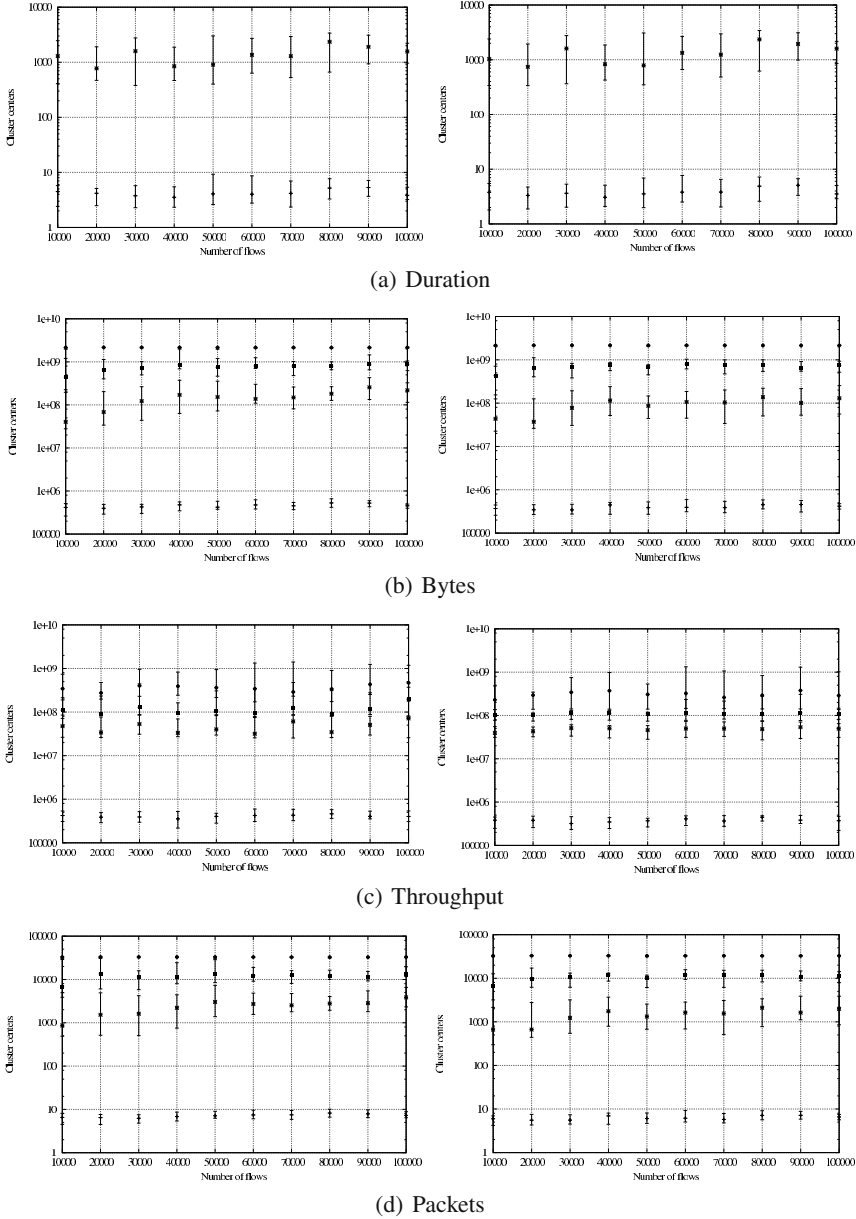 10000
1000
100
10
1
Cluster centers
10000 20000 30000 40000 50000 60000 70000 80000 90000 100000
Number of flows
10000
1000
100
10
1
Cluster centers
10000 20000 30000 40000 50000 60000 70000 80000 90000 100000
Number of flows
(a) Duration
1e+10
1e+09
1e+08
1e+07
1e+06
100000
Cluster centers
10000 20000 30000 40000 50000 60000 70000 80000 90000 100000
Number of flows
1e+10
1e+09
1e+08
1e+07
1e+06
100000
Cluster centers
10000 20000 30000 40000 50000 60000 70000 80000 90000 100000
Number of flows
(b) Bytes
1e+10
1e+09
1e+08
1e+07
1e+06
100000
Cluster centers
10000 20000 30000 40000 50000 60000 70000 80000 90000 100000
Number of flows
1e+10
1e+09
1e+08
1e+07
1e+06
100000
Cluster centers
10000 20000 30000 40000 50000 60000 70000 80000 90000 100000
Number of flows
(c) Throughput
100000
10000
1000
100
10
1
Cluster centers
10000 20000 30000 40000 50000 60000 70000 80000 90000 100000
Number of flows
100000
10000
1000
100
10
1
Cluster centers
10000 20000 30000 40000 50000 60000 70000 80000 90000 100000
Number of flows
(d) Packets